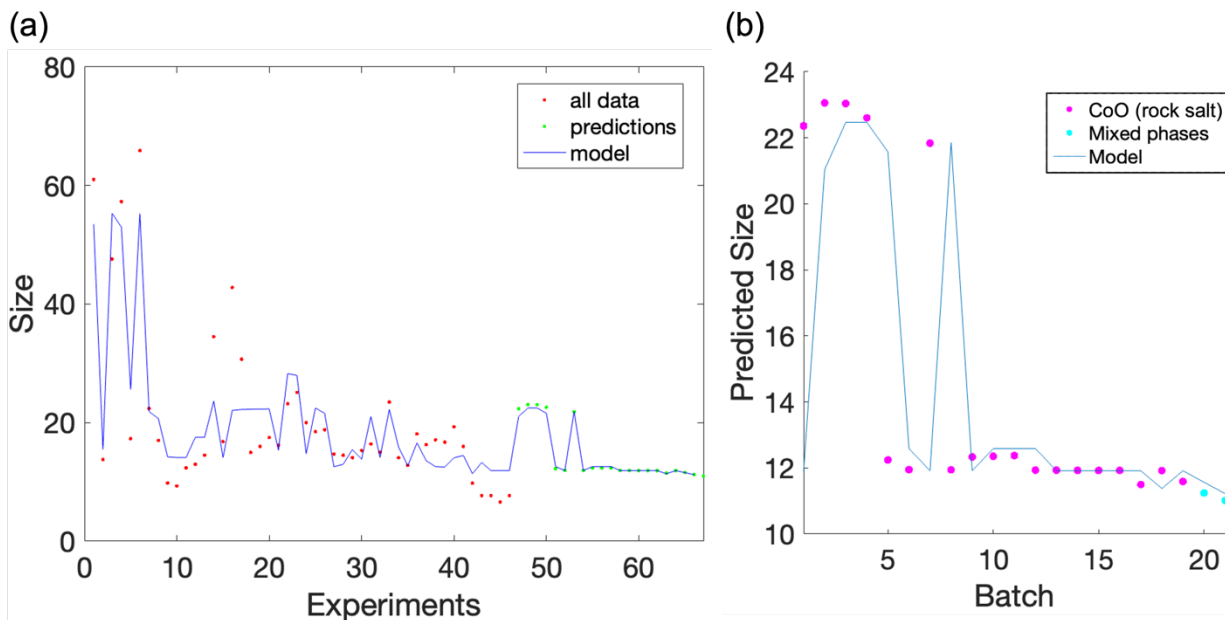 (a)
80
60
40
20
0
Size
0 10 20 30 40 50 60
Experiments
all data
predictions
model
(b)
24
22
20
18
16
14
12
10
Predicted Size
5 10 15 20
Batch
CoO (rock salt)
Mixed phases
Model